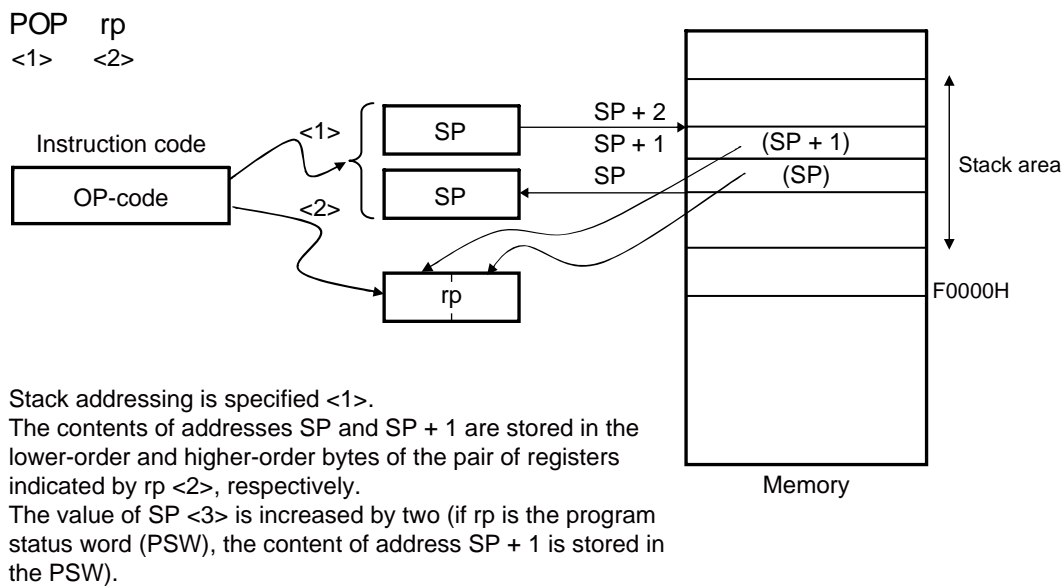 POP rp
<1> <2>
Instruction code
OP-code
<1>
<2>
SP
SP
rp
SP + 2
SP + 1
SP
(SP + 1)
(SP)
Stack area
F0000H
Memory
Stack addressing is specified <1>.
The contents of addresses SP and SP + 1 are stored in the
lower-order and higher-order bytes of the pair of registers
indicated by rp <2>, respectively.
The value of SP <3> is increased by two (if rp is the program
status word (PSW), the content of address SP + 1 is stored in
the PSW).